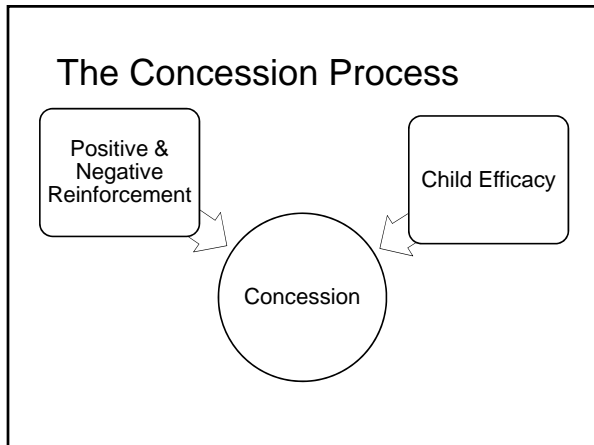 The Concession Process
Positive &
Negative
Reinforcement
Child Efficacy
Concession